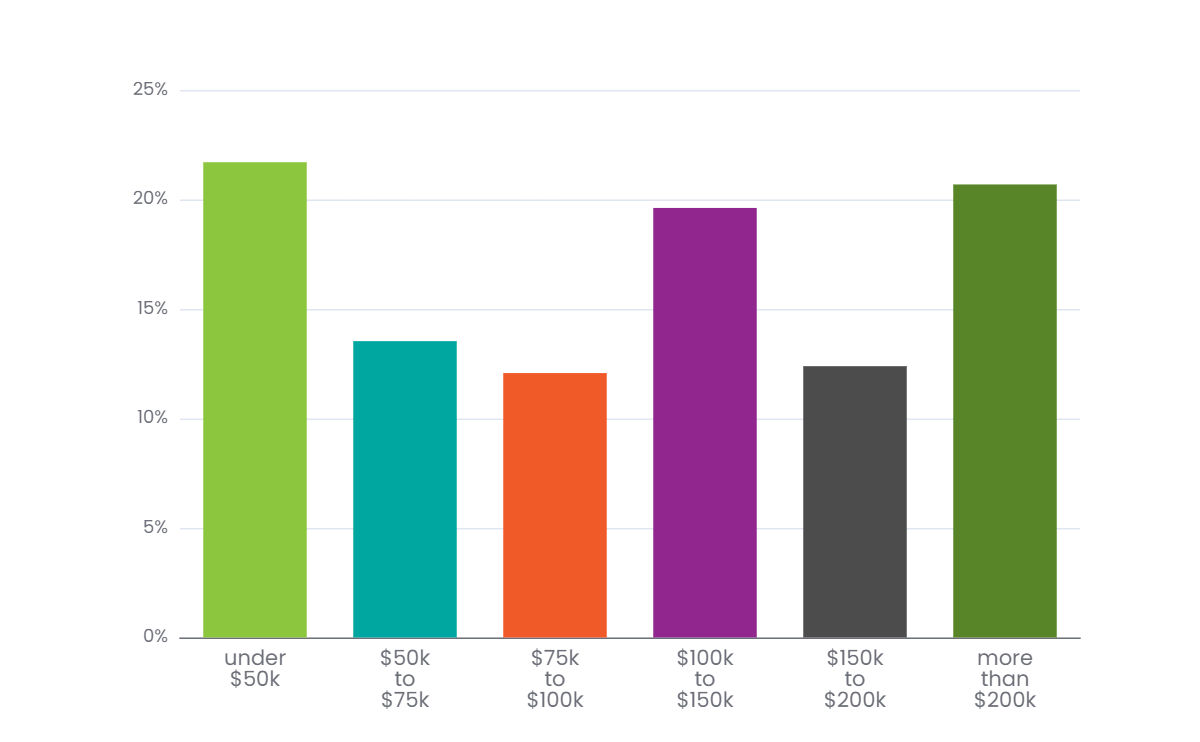 25%
20%
15%
10%
5%
0%
under
$50k
$50k
to
$75k
$75k
to
$100k
$100k
to
$150k
$150k
to
$200k
more
than
$200k